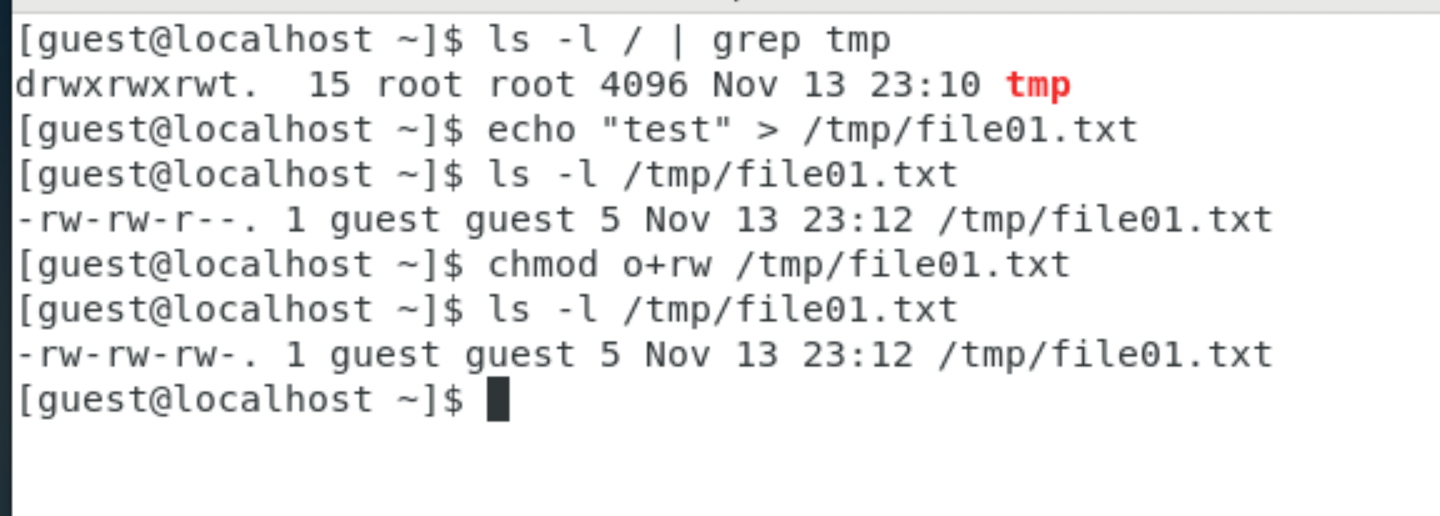 [guest@localhost ~]$ ls -l / | grep tmp
drwxrwxrwt.  15 root root 4096 Nov 13 23:10 tmp
[guest@localhost ~]$ echo "test" > /tmp/file01.txt
[guest@localhost ~]$ ls -l /tmp/file01.txt
-rw-rw-r--. 1 guest guest 5 Nov 13 23:12 /tmp/file01.txt
[guest@localhost ~]$ chmod o+rw /tmp/file01.txt
[guest@localhost ~]$ ls -l /tmp/file01.txt
-rw-rw-rw-. 1 guest guest 5 Nov 13 23:12 /tmp/file01.txt
[guest@localhost ~]$